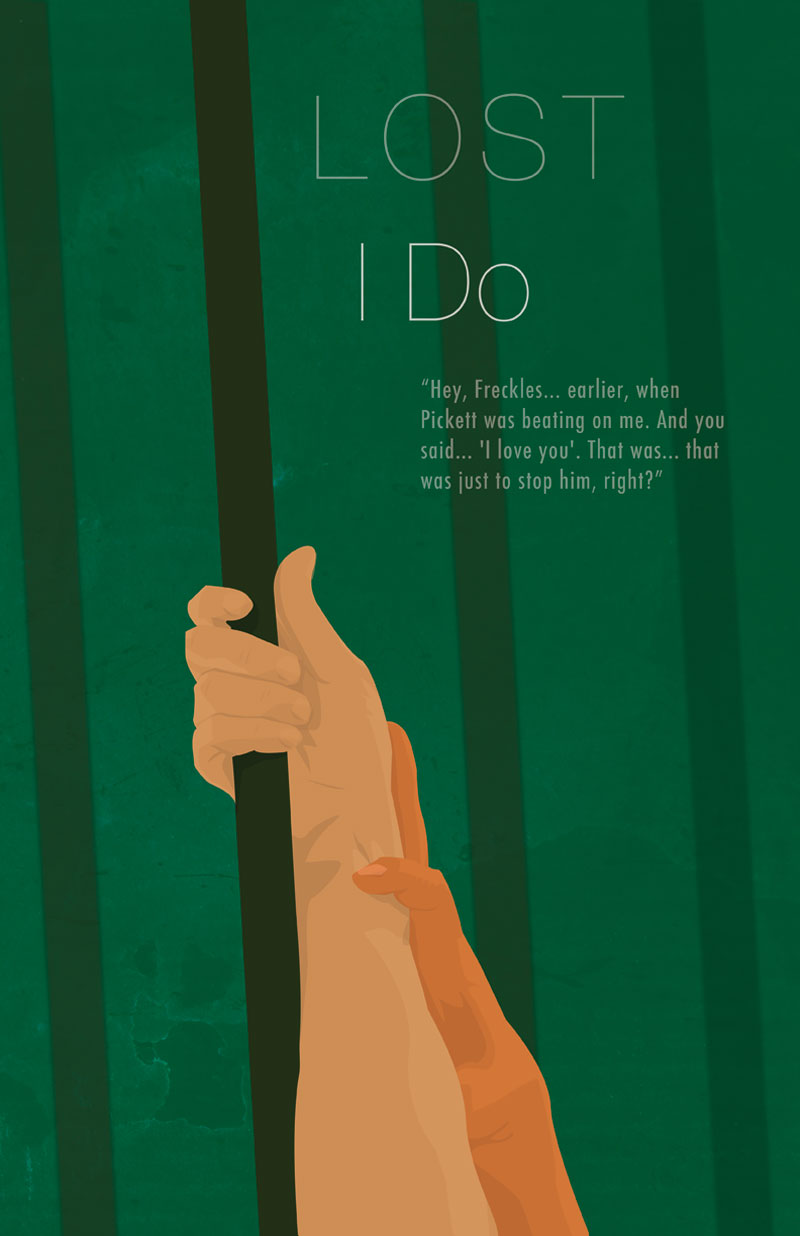 LOST
I Do
“Hey, Freckles... earlier, when
Pickett was beating on me. And you
said... 'I love you'. That was... that
was just to stop him, right?”